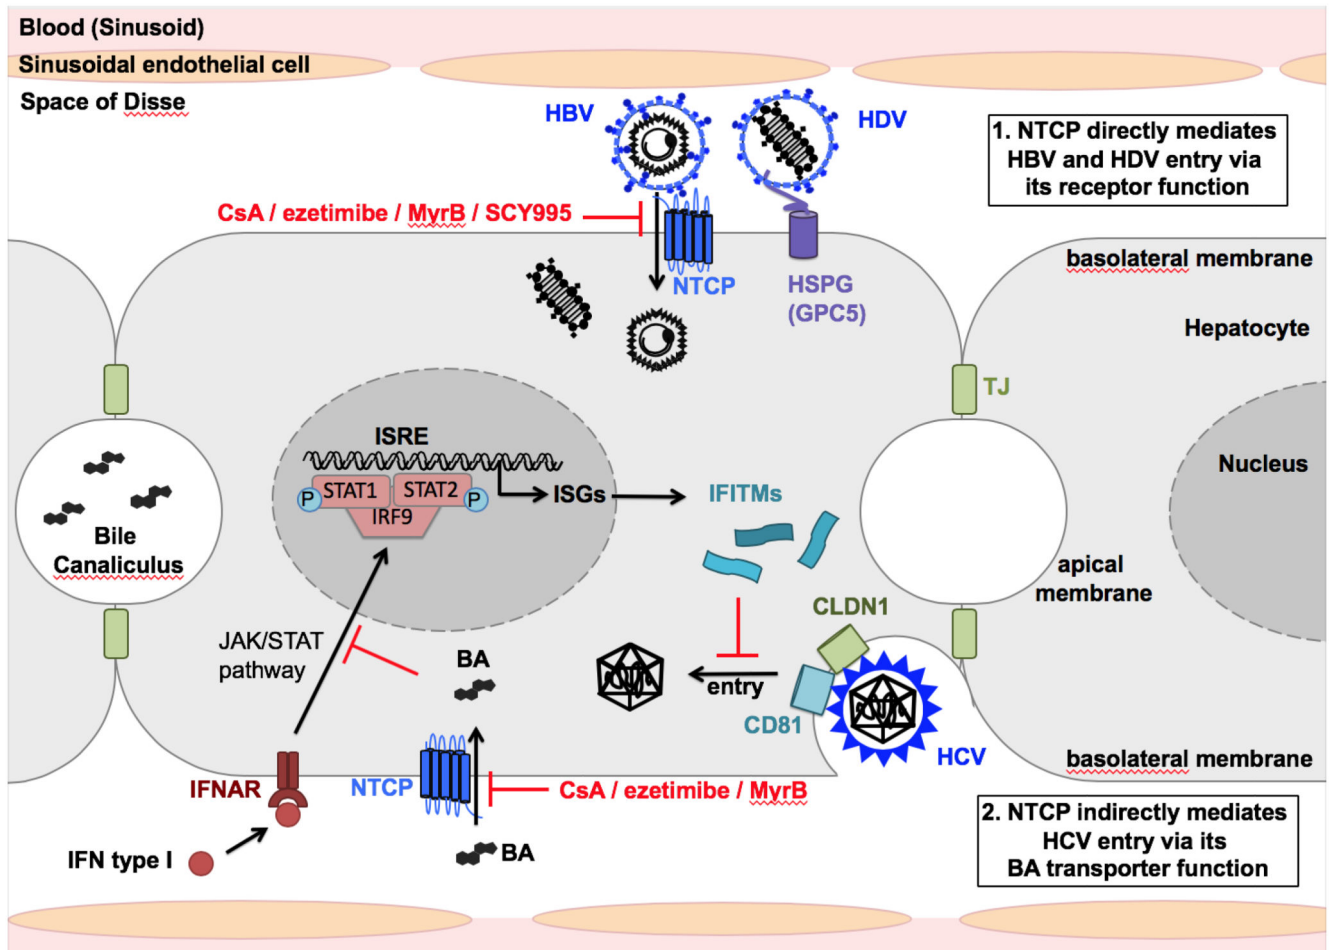 Blood (Sinusoid)
Sinusoidal endothelial cell
Space of Disse
HBV
HDV
1. NTCP directly mediates
HBV and HDV entry via
its receptor function
CsA / ezetimibe / MyrB / SCY995
NTCP
HSPG
(GPC5)
basolateral membrane
Hepatocyte
TJ
ISRE
Nucleus
P
STAT1
STAT2
P
IRF9
ISGs
IFITMs
Bile
Canaliculus
apical
membrane
CLDN1
JAK/STAT
pathway
BA
entry
CD81
HCV
basolateral membrane
IFNAR
NTCP
CsA / ezetimibe / MyrB
2. NTCP indirectly mediates
HCV entry via its
BA transporter function
IFN type I
BA